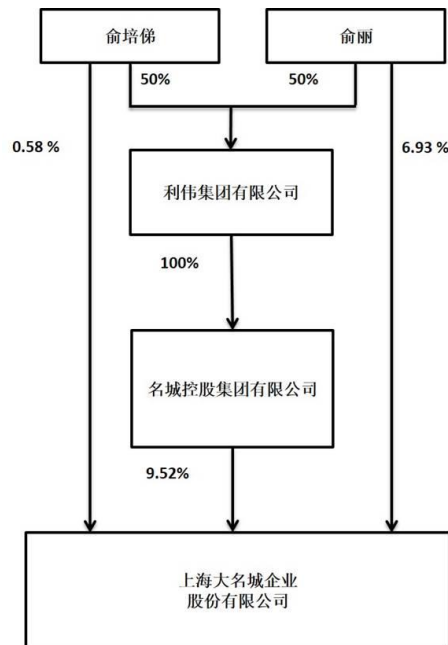 俞培俤
俞丽
50%
50%
0.58 %
6.93 %
利伟集团有限公司
100%
名城控股集团有限公司
9.52%
上海大名城企业
股份有限公司